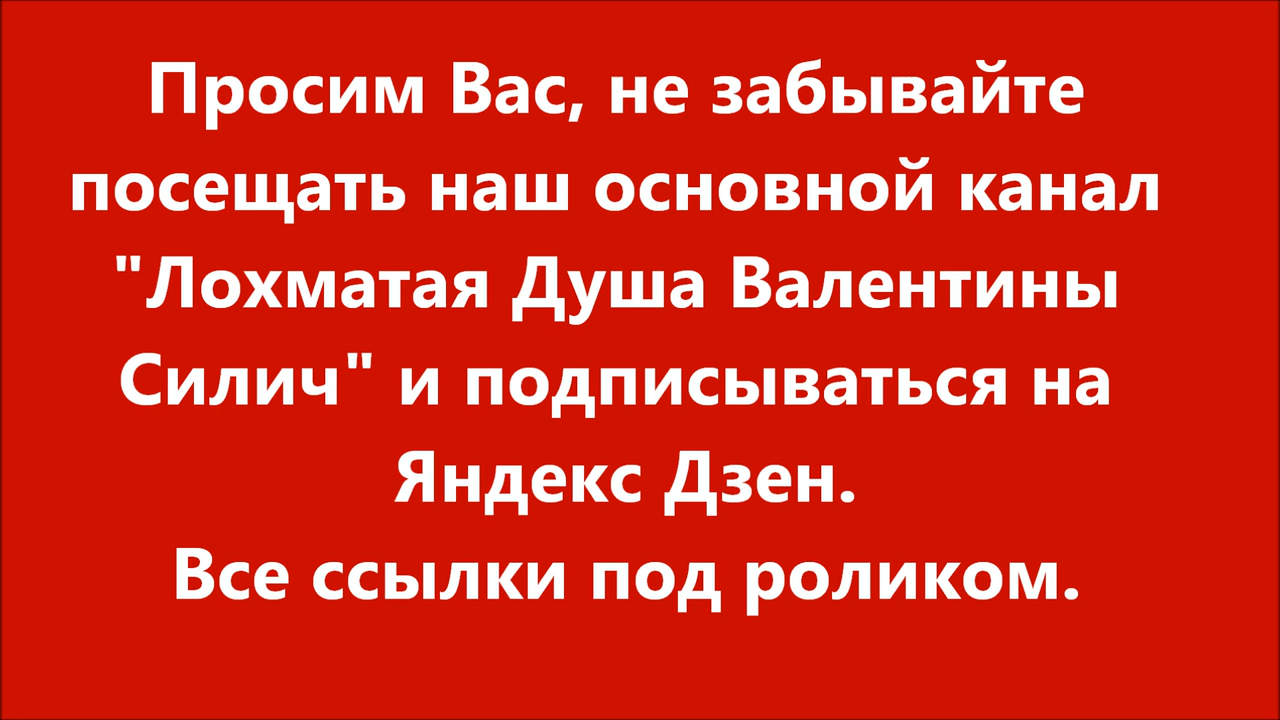 Просим Вас, не забывайте
посещать наш основной канал
"Лохматая Душа Валентины
Силич" и подписываться на
Яндекс Дзен.
Все ссылки под роликом.